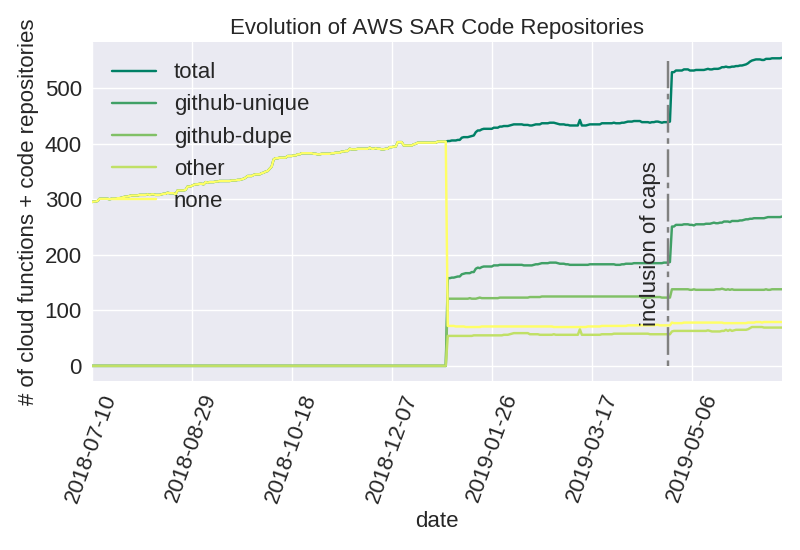 Evolution of AWS SAR Code Repositories
# of cloud functions + code repositories
500
400
300
200
100
0
total
github-unique
github-dupe
other
none
inclusion of caps
2018-07-10
2018-08-29
2018-10-18
2018-12-07
2019-01-26
2019-03-17
2019-05-06
date